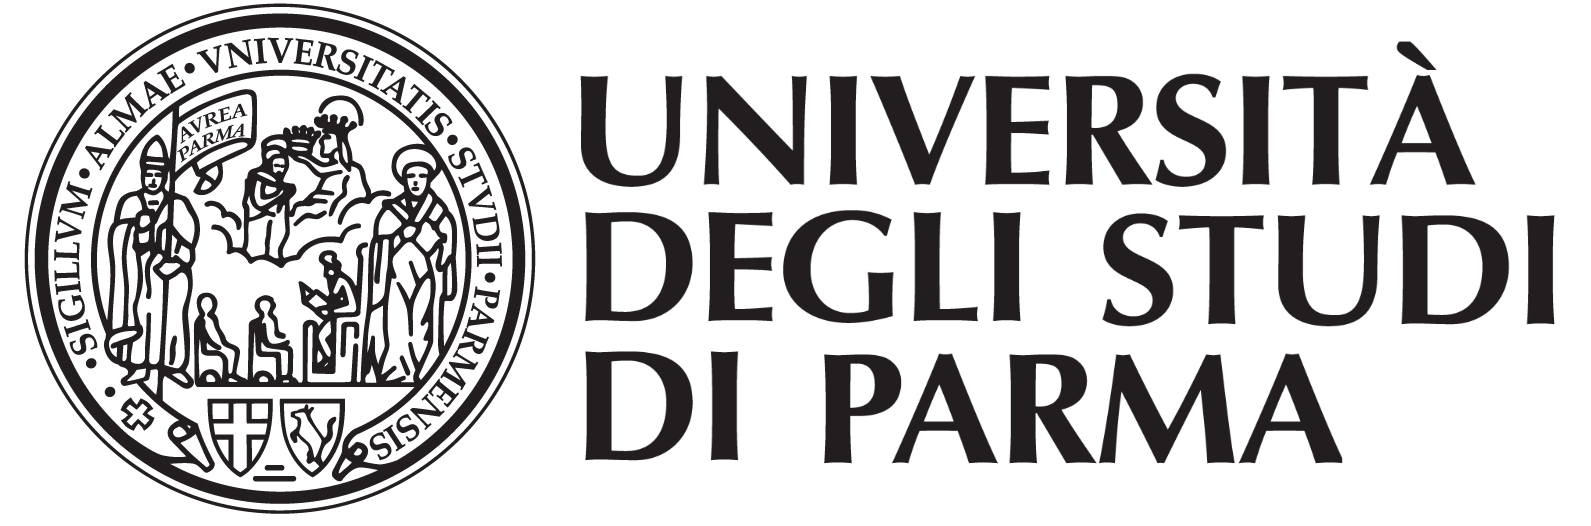 SIGILLVM • ALMAE • VNIVERSITATIS • STVDII • PARMENSIS
AVREA
PARMA
UNIVERSITÀ
DEGLI STUDI
DI PARMA